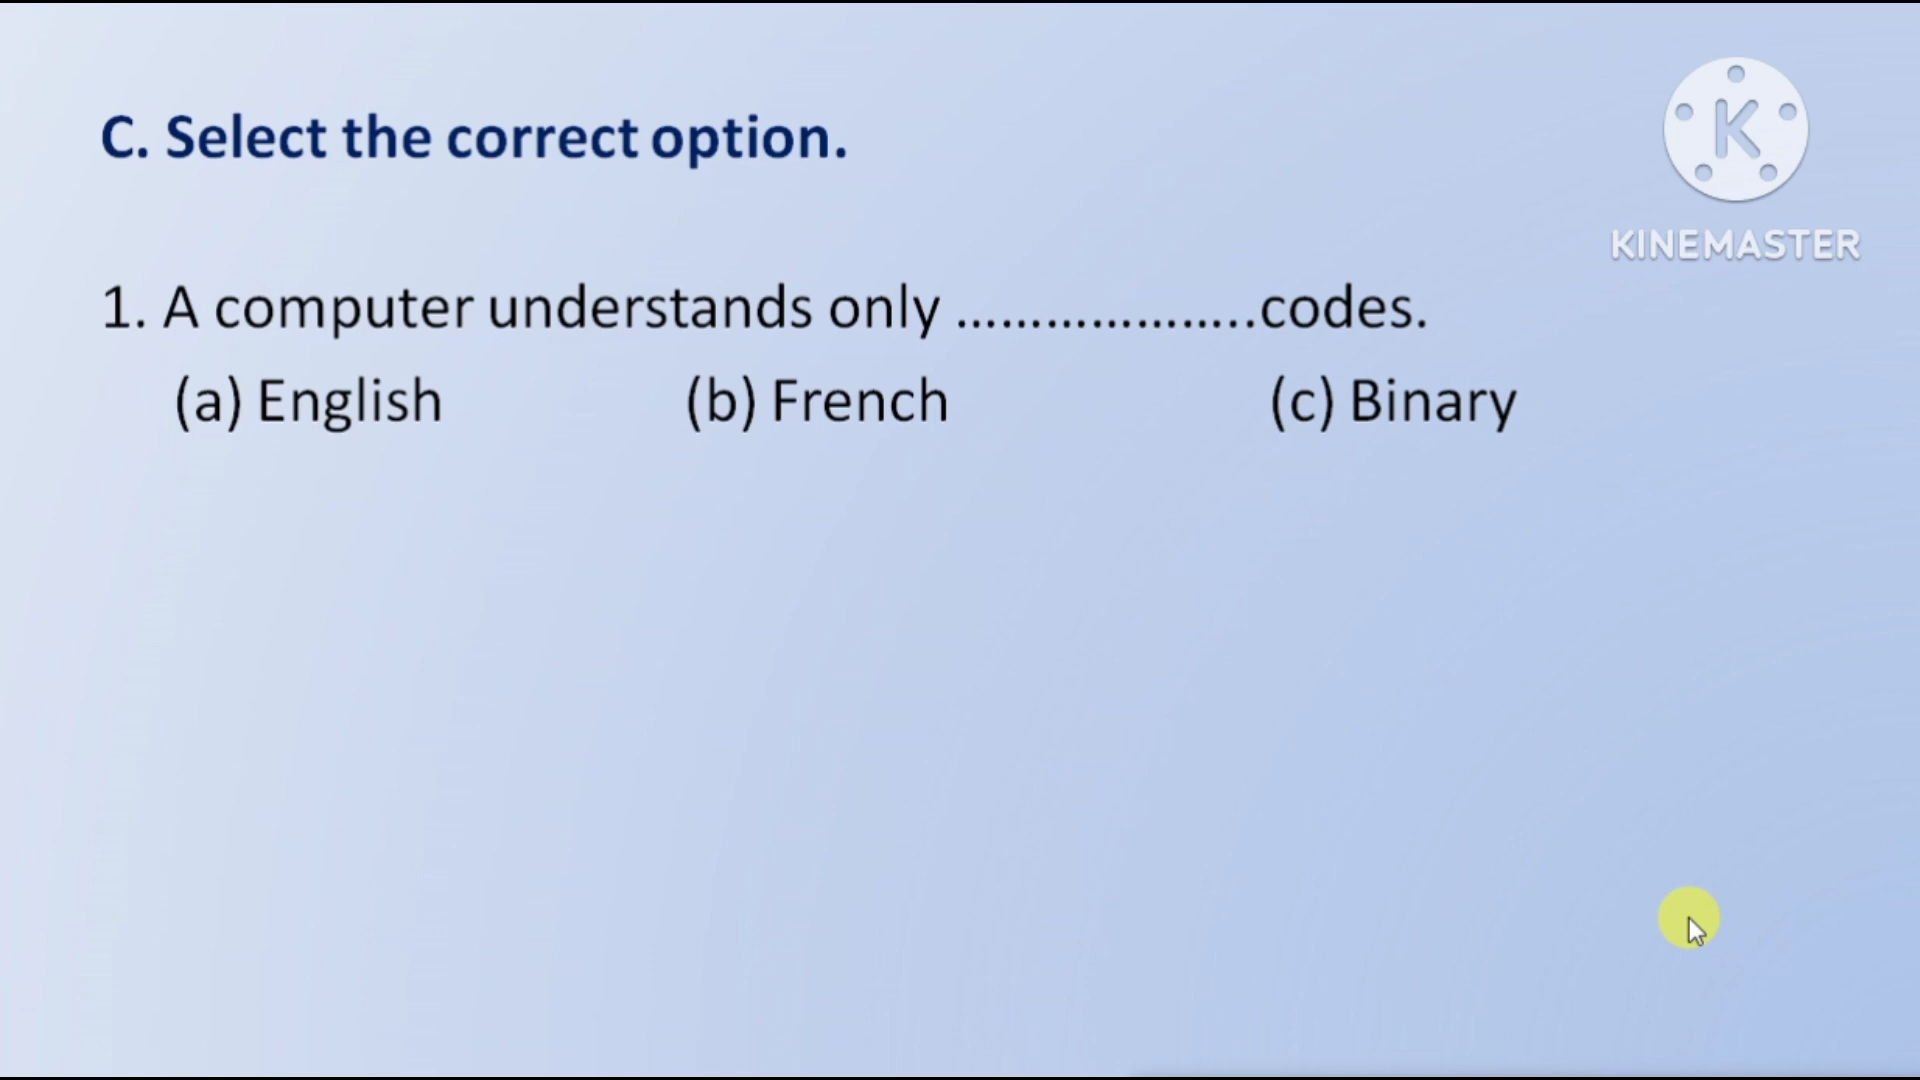 C. Select the correct option.
K
KINEMASTER
1. A computer understands only ......................codes.
(a) English (b) French (c) Binary